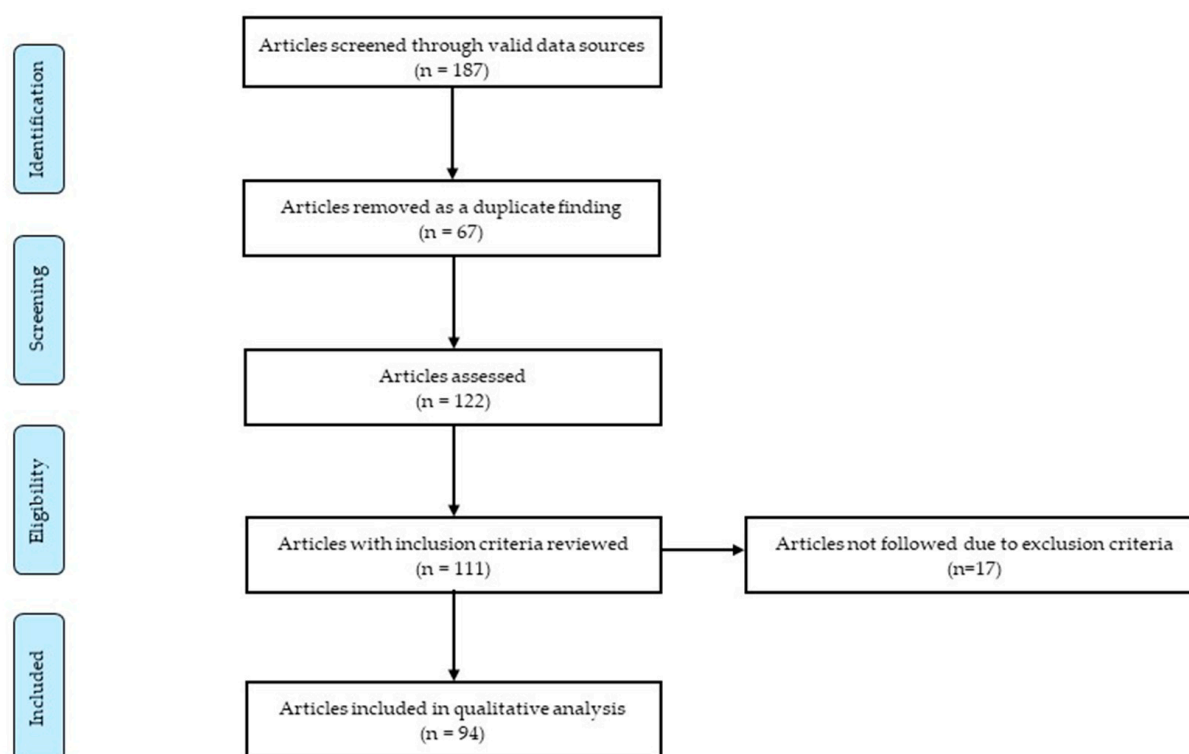 Identification
Articles screened through valid data sources
(n = 187)
Articles removed as a duplicate finding
(n = 67)
Screening
Articles assessed
(n = 122)
Eligibility
Articles with inclusion criteria reviewed
(n = 111)
Articles not followed due to exclusion criteria
(n=17)
Included
Articles included in qualitative analysis
(n = 94)